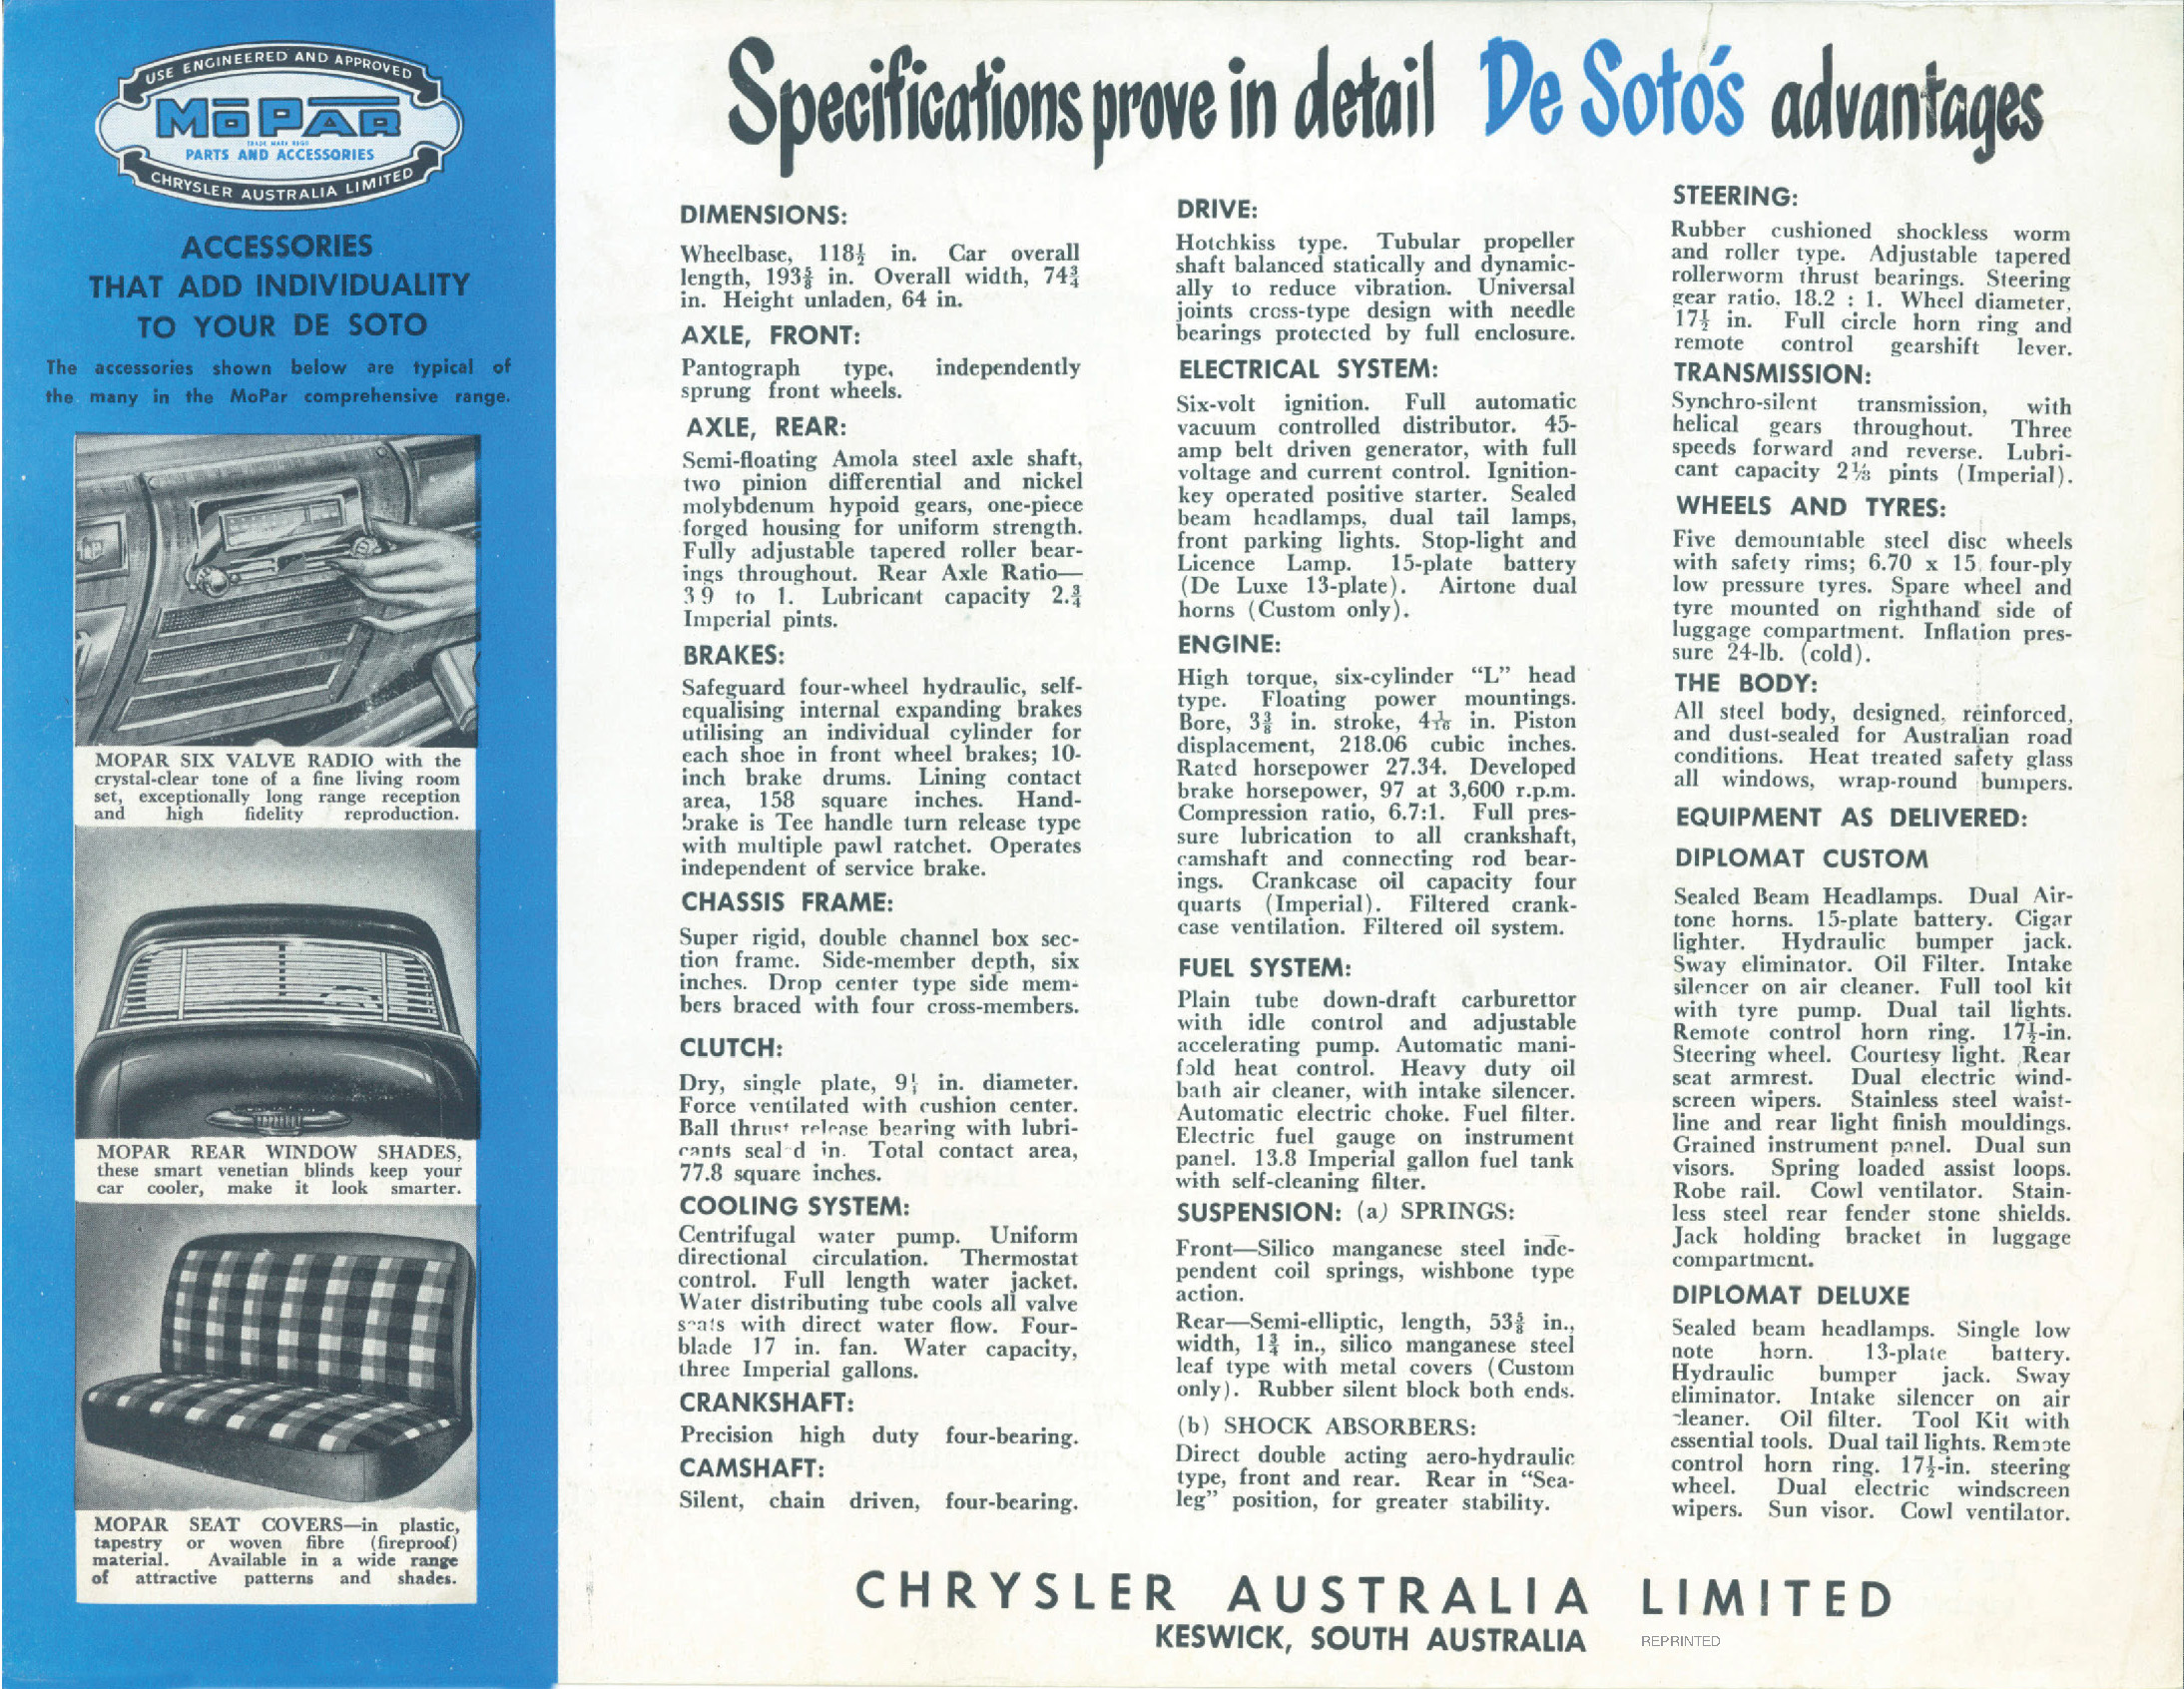 USE ENGINEERED AND APPROVED
MOPAR
TRADE MARK REGD
PARTS AND ACCESSORIES
CHRYSLER AUSTRALIA LIMITED
ACCESSORIES
THAT ADD INDIVIDUALITY
TO YOUR DE SOTO
The accessories shown below are typical of
the many in the MoPar comprehensive range.
MOPAR SIX VALVE RADIO with the
crystal-clear tone of a fine living room
set, exceptionally long range reception
and high fidelity reproduction.
MOPAR REAR WINDOW SHADES,
these smart venetian blinds keep your
car cooler, make it look smarter.
MOPAR SEAT COVERS—in plastic,
tapestry or woven fibre (fireproof)
material. Available in a wide range
of attractive patterns and shades.
Specifications prove in detail De Soto's advantages
DIMENSIONS:
Wheelbase, 118½ in. Car overall
length, 193⅝ in. Overall width, 74¾
in. Height unladen, 64 in.
AXLE, FRONT:
Pantograph type, independently
sprung front wheels.
AXLE, REAR:
Semi-floating Amola steel axle shaft,
two pinion differential and nickel
molybdenum hypoid gears, one-piece
forged housing for uniform strength.
Fully adjustable tapered roller bear-
ings throughout. Rear Axle Ratio—
3 9 to 1. Lubricant capacity 2.¾
Imperial pints.
BRAKES:
Safeguard four-wheel hydraulic, self-
equalising internal expanding brakes
utilising an individual cylinder for
each shoe in front wheel brakes; 10-
inch brake drums. Lining contact
area, 158 square inches. Hand-
brake is Tee handle turn release type
with multiple pawl ratchet. Operates
independent of service brake.
CHASSIS FRAME:
Super rigid, double channel box sec-
tion frame. Side-member depth, six
inches. Drop center type side mem-
bers braced with four cross-members.
CLUTCH:
Dry, single plate, in. diameter.
Force ventilated with cushion center.
Ball thrust release bearing with lubri-
cants seal d in. Total contact area,
77.8 square inches.
COOLING SYSTEM:
Centrifugal water pump. Uniform
directional circulation. Thermostat
control. Full length water jacket.
Water distributing tube cools all valve
seats with direct water flow. Four-
blade 17 in. fan. Water capacity,
three Imperial gallons.
CRANKSHAFT:
Precision high duty four-bearing.
CAMSHAFT:
Silent, chain driven, four-bearing.
DRIVE:
Hotchkiss type. Tubular propeller
shaft balanced statically and dynamic-
ally to reduce vibration. Universal
joints cross-type design with needle
bearings protected by full enclosure.
ELECTRICAL SYSTEM:
Six-volt ignition. Full automatic
vacuum controlled distributor. 45-
amp belt driven generator, with full
voltage and current control. Ignition-
key operated positive starter. Sealed
beam headlamps, dual tail lamps,
front parking lights. Stop-light and
Licence Lamp. 15-plate battery
(De Luxe 13-plate). Airtone dual
horns (Custom only).
ENGINE:
High torque, six-cylinder “L” head
type. Floating power mountings.
Bore, 3⅜ in. stroke, 4 1/16 in. Piston
displacement, 218.06 cubic inches.
Rated horsepower 27.34. Developed
brake horsepower, 97 at 3,600 r.p.m.
Compression ratio, 6.7:1. Full pres-
sure lubrication to all crankshaft,
camshaft and connecting rod bear-
ings. Crankcase oil capacity four
quarts (Imperial). Filtered crank-
case ventilation. Filtered oil system.
FUEL SYSTEM:
Plain tube down-draft carburettor
with idle control and adjustable
accelerating pump. Automatic mani-
fold heat control. Heavy duty oil
bath air cleaner, with intake silencer.
Automatic electric choke. Fuel filter.
Electric fuel gauge on instrument
panel. 13.8 Imperial gallon fuel tank
with self-cleaning filter.
SUSPENSION: (a) SPRINGS:
Front—Silico manganese steel inde-
pendent coil springs, wishbone type
action.
Rear—Semi-elliptic, length, 53⅝ in.,
width, 1¾ in., silico manganese steel
leaf type with metal covers (Custom
only). Rubber silent block both ends.
(b) SHOCK ABSORBERS:
Direct double acting aero-hydraulic
type, front and rear. Rear in “Sea-
leg” position, for greater stability.
STEERING:
Rubber cushioned shockless worm
and roller type. Adjustable tapered
rollerworm thrust bearings. Steering
gear ratio, 18.2 : 1. Wheel diameter,
17½ in. Full circle horn ring and
remote control gearshift lever.
TRANSMISSION:
Synchro-silent transmission, with
helical gears throughout. Three
speeds forward and reverse. Lubri-
cant capacity 2⅓ pints (Imperial).
WHEELS AND TYRES:
Five demountable steel disc wheels
with safety rims; 6.70 x 15 four-ply
low pressure tyres. Spare wheel and
tyre mounted on righthand side of
luggage compartment. Inflation pres-
sure 24-lb. (cold).
THE BODY:
All steel body, designed, reinforced,
and dust-sealed for Australian road
conditions. Heat treated safety glass
all windows, wrap-round bumpers.
EQUIPMENT AS DELIVERED:
DIPLOMAT CUSTOM
Sealed Beam Headlamps. Dual Air-
tone horns. 15-plate battery. Cigar
lighter. Hydraulic bumper jack.
Sway eliminator. Oil Filter. Intake
silencer on air cleaner. Full tool kit
with tyre pump. Dual tail lights.
Remote control horn ring. 17½-in.
Steering wheel. Courtesy light. Rear
seat armrest. Dual electric wind-
screen wipers. Stainless steel waist-
line and rear light finish mouldings.
Grained instrument panel. Dual sun
visors. Spring loaded assist loops.
Robe rail. Cowl ventilator. Stain-
less steel rear fender stone shields.
Jack holding bracket in luggage
compartment.
DIPLOMAT DELUXE
Sealed beam headlamps. Single low
note horn. 13-plate battery.
Hydraulic bumper jack. Sway
eliminator. Intake silencer on air
cleaner. Oil filter. Tool Kit with
essential tools. Dual tail lights. Remote
control horn ring. 17½-in. steering
wheel. Dual electric windscreen
wipers. Sun visor. Cowl ventilator.
CHRYSLER AUSTRALIA LIMITED
KESWICK, SOUTH AUSTRALIA
REPRINTED